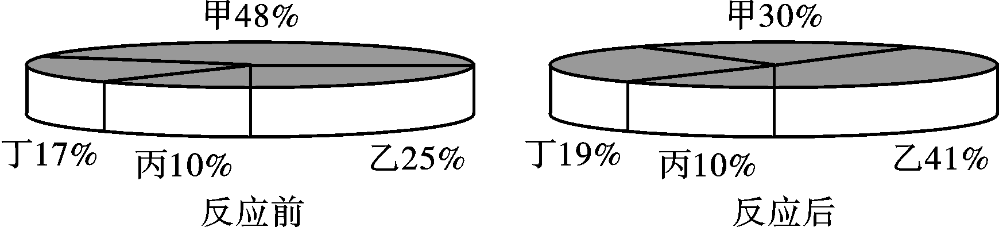 甲48%
丁17%
丙10%
乙25%
反应前
甲30%
丁19%
丙10%
乙41%
反应后